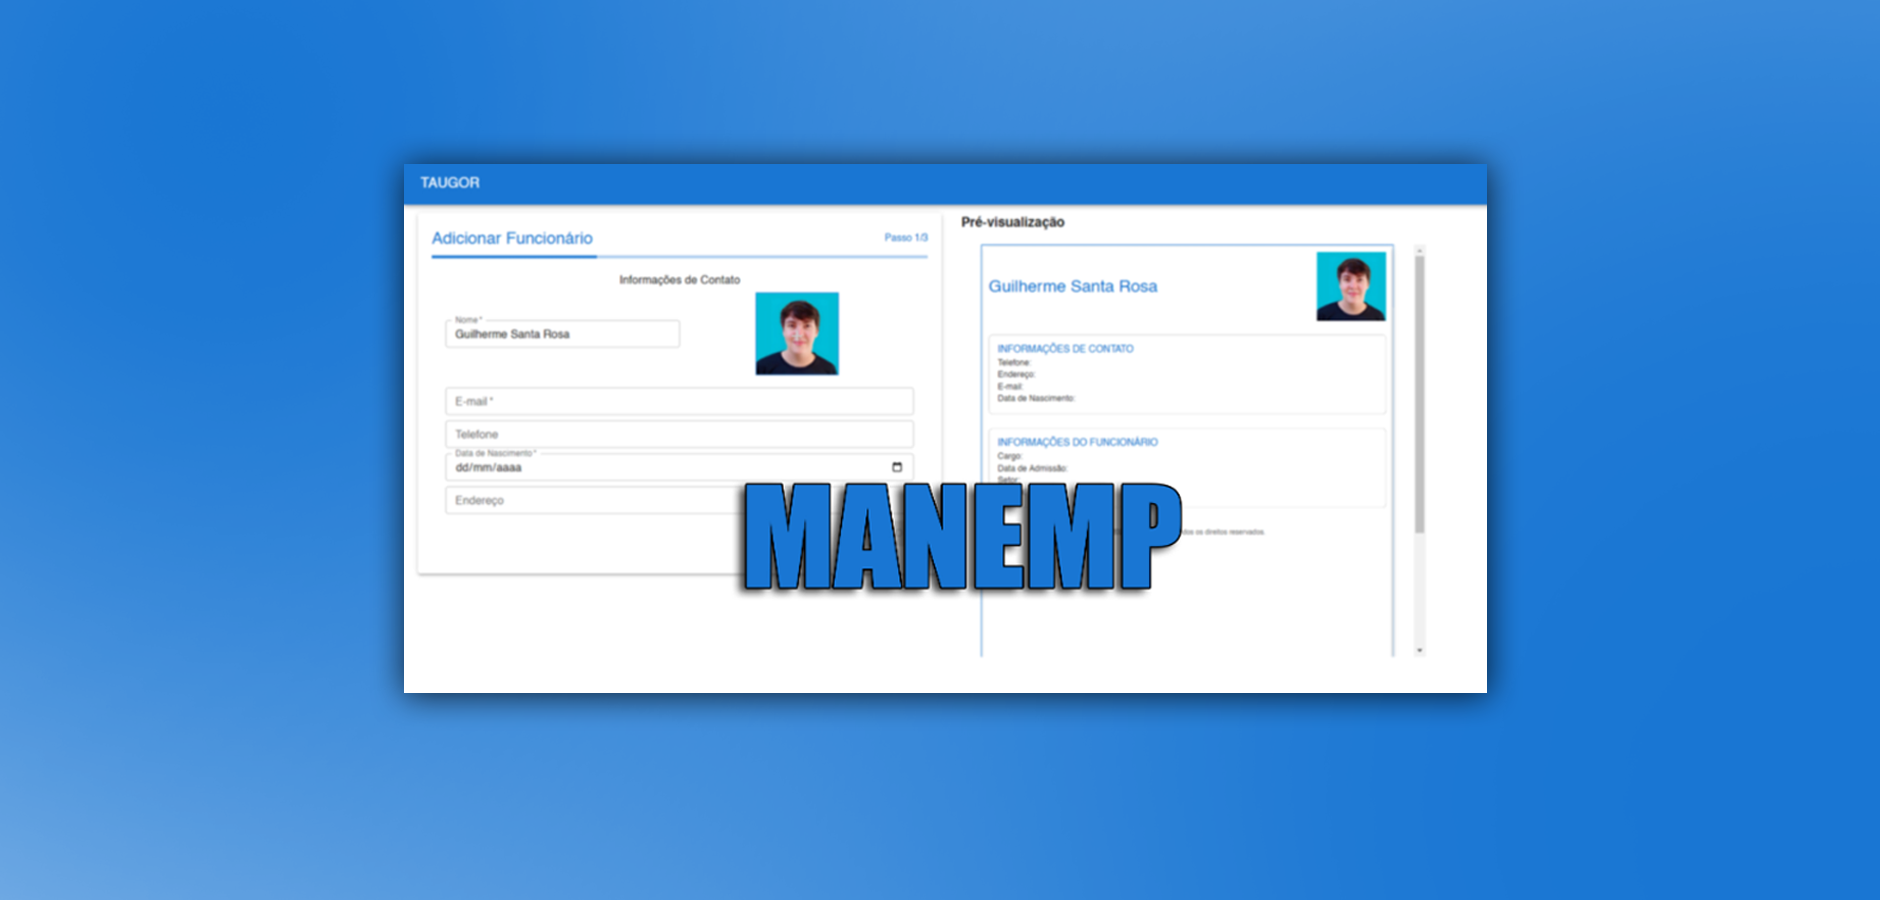 TAUGOR
Adicionar Funcionário
Passo 1/3
Informações de Contato
Nome*
Guilherme Santa Rosa
E-mail *
Telefone
Data de Nascimento*
dd/mm/aaaa
Endereço
Pré-visualização
Guilherme Santa Rosa
INFORMAÇÕES DE CONTATO
Telefone:
Endereço:
E-mail:
Data de Nascimento:
INFORMAÇÕES DO FUNCIONÁRIO
Cargo:
Data de Admissão:
Setor:
os direitos reservados.
MANEMP